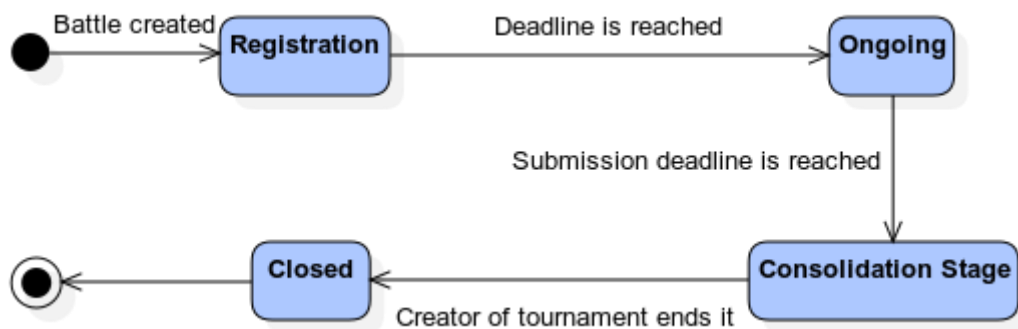 Battle created
Registration
Deadline is reached
Ongoing
Submission deadline is reached
Consolidation Stage
Creator of tournament ends it
Closed